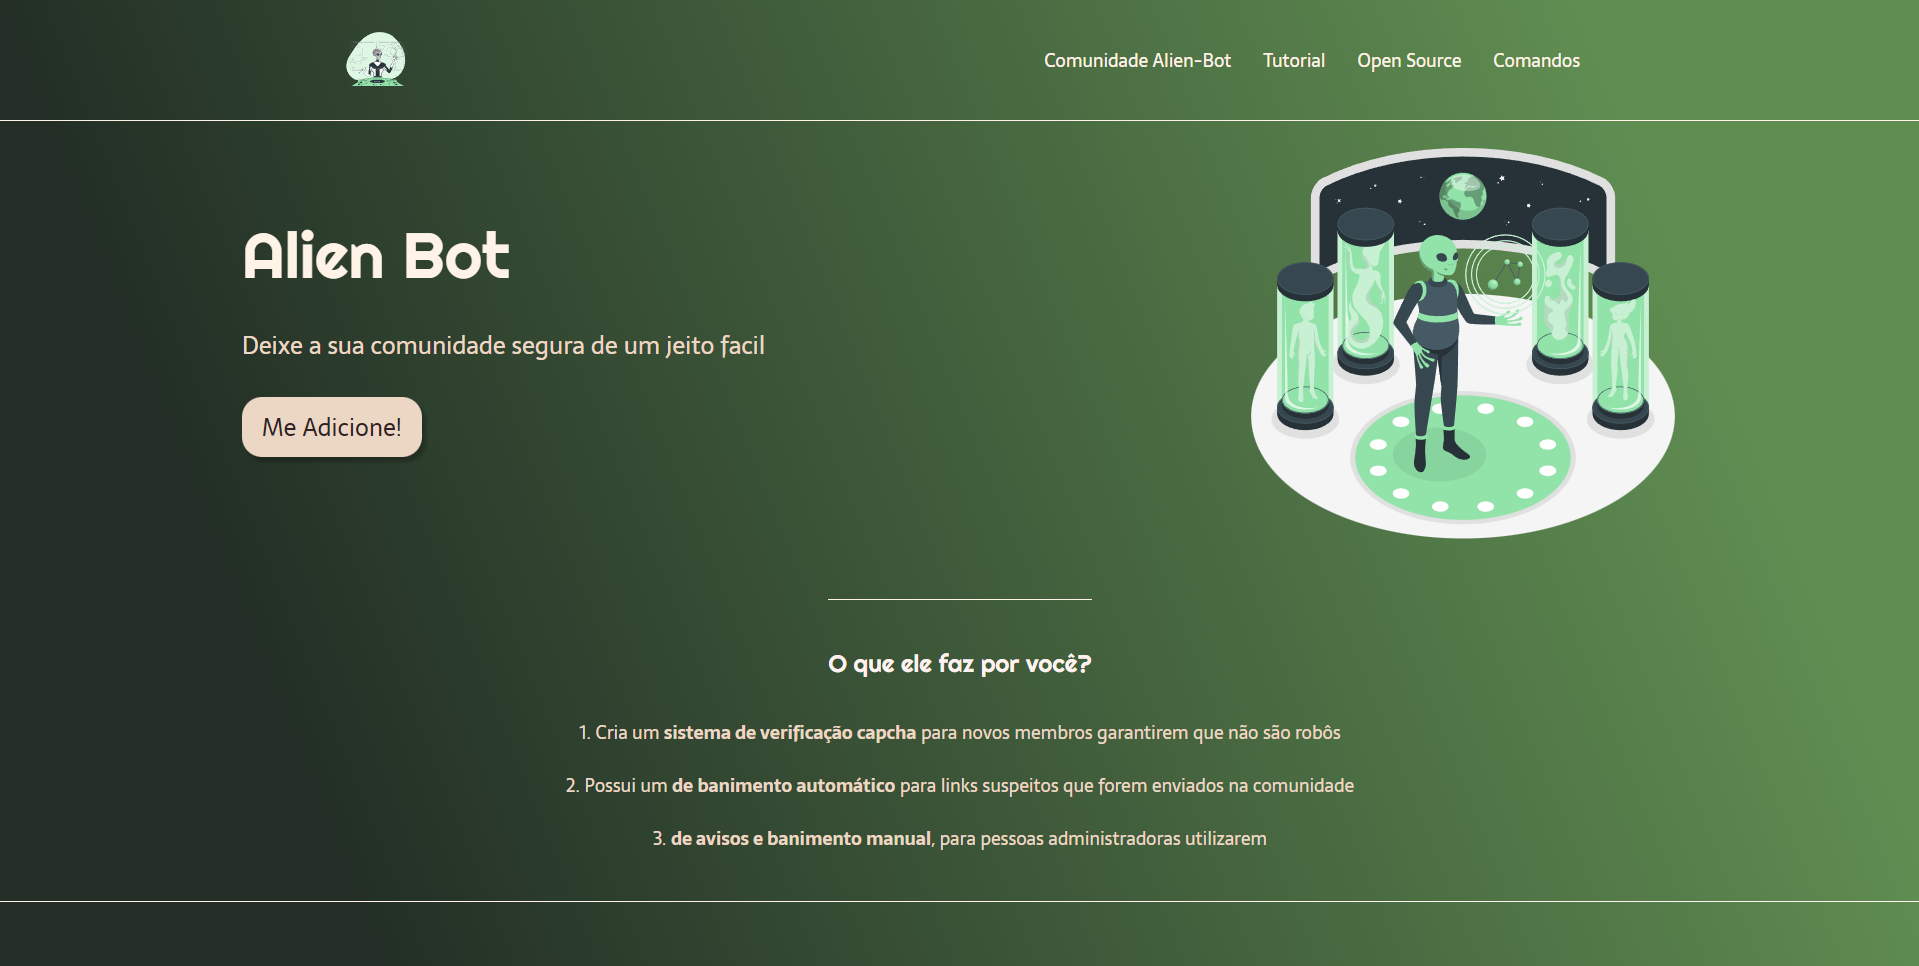 Comunidade Alien-Bot Tutorial Open Source Comandos
Alien Bot
Deixe a sua comunidade segura de um jeito facil
Me Adicione!
O que ele faz por você?
1. Cria um sistema de verificação capcha para novos membros garantirem que não são robôs
2. Possui um de banimento automático para links suspeitos que forem enviados na comunidade
3. de avisos e banimento manual, para pessoas administradoras utilizarem